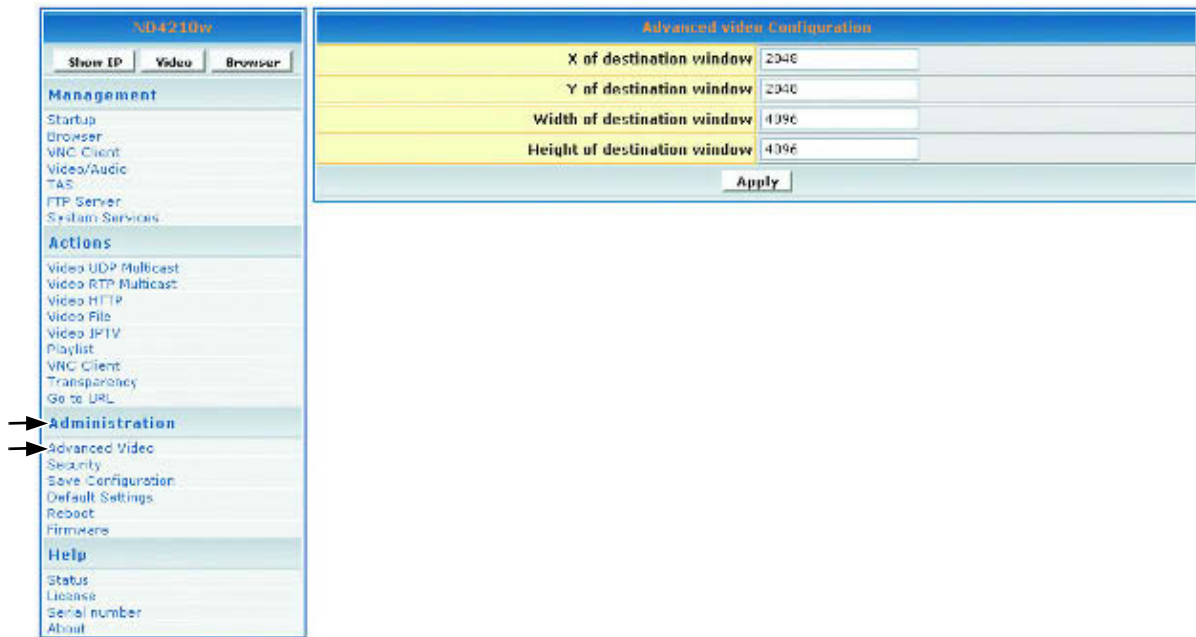 ND4210w
Show IP Video Browser
Management
Startup
Browser
VNC Client
Video/Audio
TAS
FTP Server
System Services
Actions
Video UDP Multicast
Video RTP Multicast
Video HTTP
Video File
Video IPTV
Playlist
VNC Client
Transparency
Go to URL
Administration
Advanced Video
Security
Save Configuration
Default Settings
Reboot
Firmware
Help
Status
License
Serial number
About
Advanced video Configuration
X of destination window 2048
Y of destination window 2048
Width of destination window 4096
Height of destination window 4096
Apply